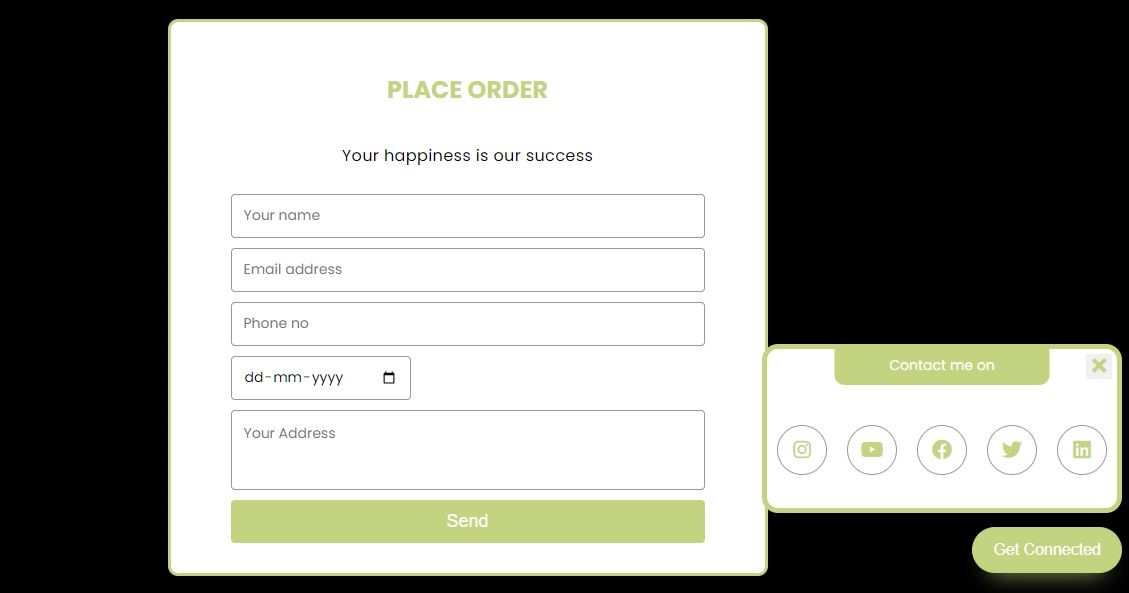 PLACE ORDER
Your happiness is our success
Your name
Email address
Phone no
dd-mm-yyyy
Your Address
Send
Contact me on
Get Connected